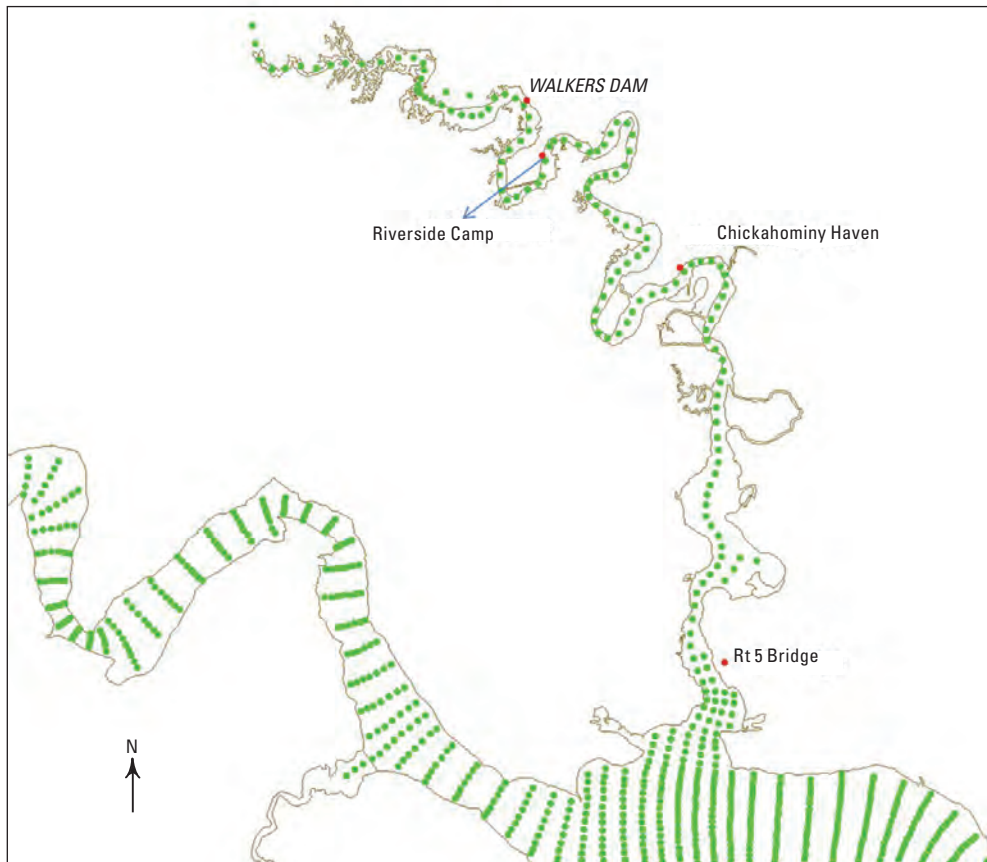 WALKERS DAM
Riverside Camp
Chickahominy Haven
Rt 5 Bridge
N